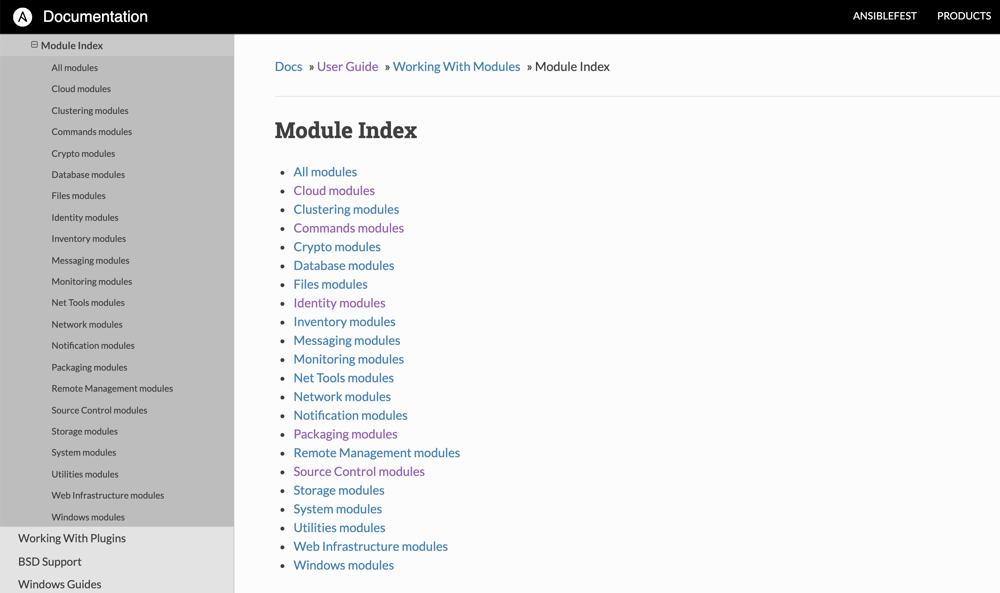 Documentation
ANSIBLEFEST PRODUCTS
Module Index
All modules
Cloud modules
Clustering modules
Commands modules
Crypto modules
Database modules
Files modules
Identity modules
Inventory modules
Messaging modules
Monitoring modules
Net Tools modules
Network modules
Notification modules
Packaging modules
Remote Management modules
Source Control modules
Storage modules
System modules
Utilities modules
Web Infrastructure modules
Windows modules
Working With Plugins
BSD Support
Windows Guides
Docs » User Guide » Working With Modules » Module Index
Module Index
All modules
Cloud modules
Clustering modules
Commands modules
Crypto modules
Database modules
Files modules
Identity modules
Inventory modules
Messaging modules
Monitoring modules
Net Tools modules
Network modules
Notification modules
Packaging modules
Remote Management modules
Source Control modules
Storage modules
System modules
Utilities modules
Web Infrastructure modules
Windows modules